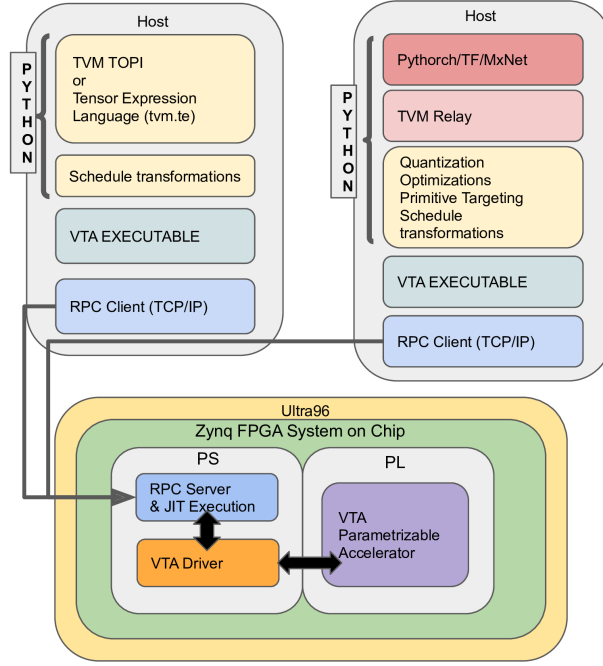 Host
PYTHON
TVM TOPI
or
Tensor Expression
Language (tvm.te)
Schedule transformations
VTA EXECUTABLE
RPC Client (TCP/IP)
Host
PYTHON
Pythorch/TF/MxNet
TVM Relay
Quantization
Optimizations
Primitive Targeting
Schedule
transformations
VTA EXECUTABLE
RPC Client (TCP/IP)
Ultra96
Zynq FPGA System on Chip
PS
RPC Server
& JIT Execution
VTA Driver
PL
VTA
Parametrizable
Accelerator